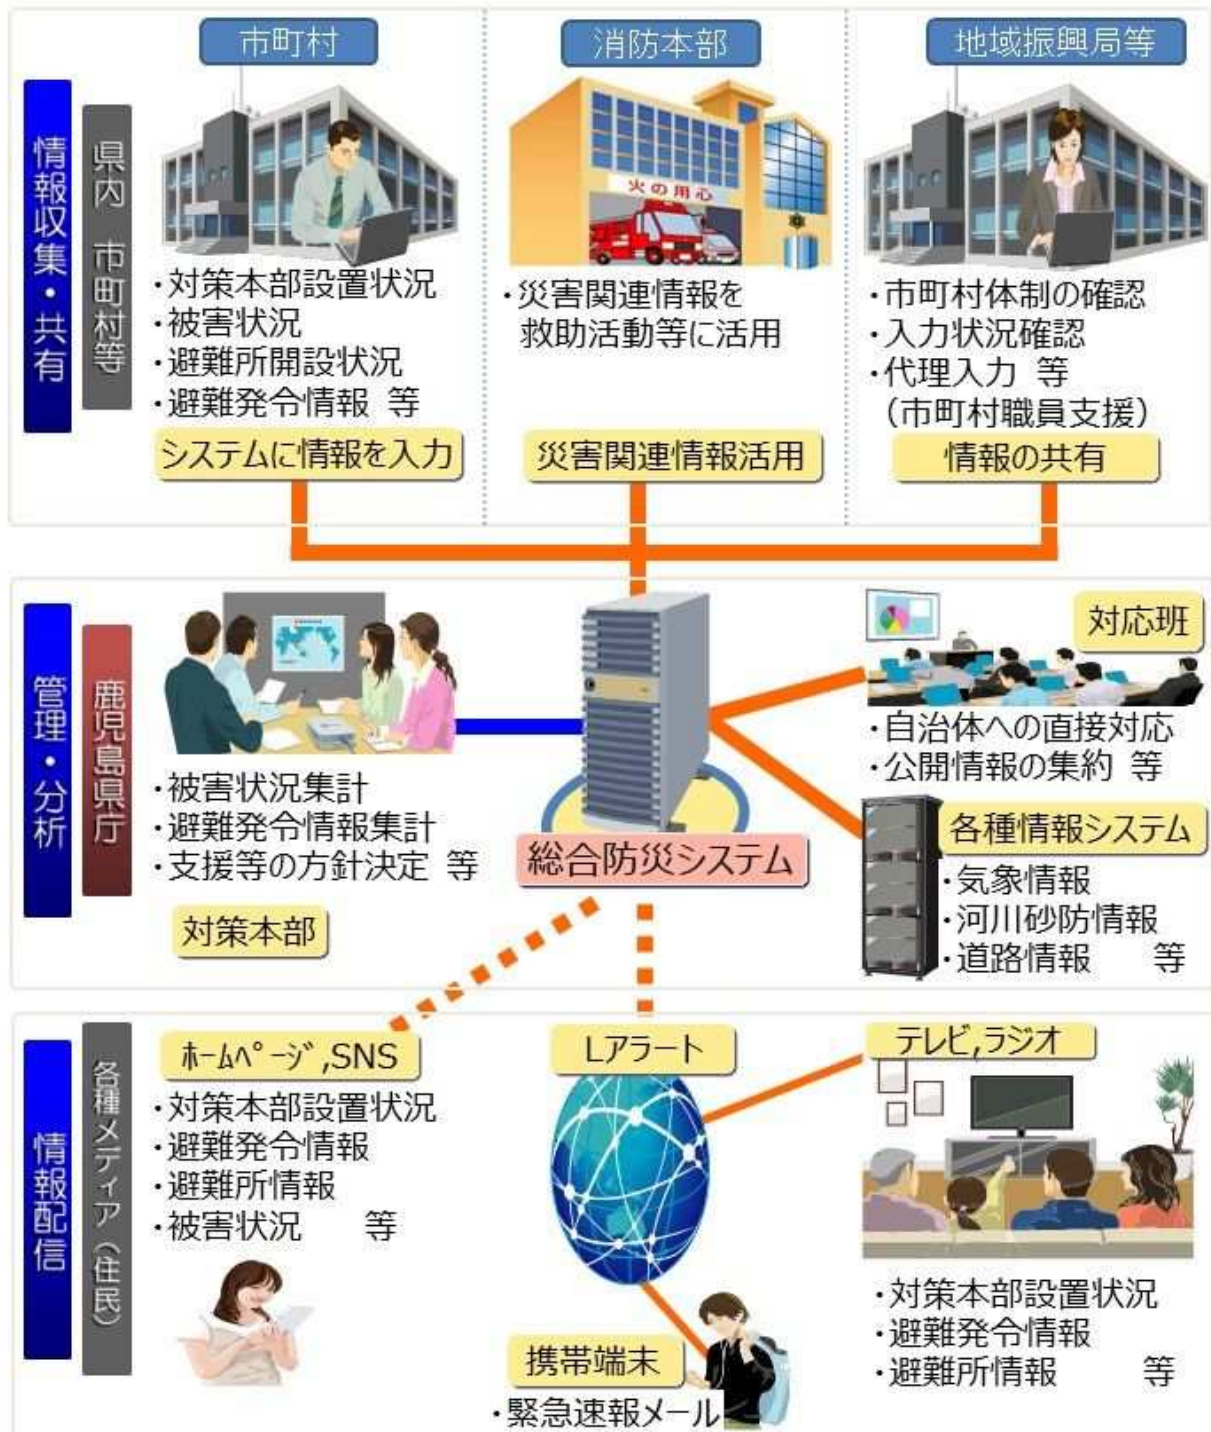 市町村
消防本部
地域振興局等
情報収集・共有
県内 市町村等
火の用心
・対策本部設置状況
・被害状況
・避難所開設状況
・避難発令情報 等
システムに情報を入力
・災害関連情報を
救助活動等に活用
災害関連情報活用
・市町村体制の確認
・入力状況確認
・代理入力 等
（市町村職員支援）
情報の共有
管理・分析
鹿児島県庁
・被害状況集計
・避難発令情報集計
・支援等の方針決定 等
対策本部
総合防災システム
対応班
・自治体への直接対応
・公開情報の集約 等
各種情報システム
・気象情報
・河川砂防情報
・道路情報 等
情報配信
各種メディア（住民）
ﾎｰﾑﾍﾟｰｼﾞ,SNS
・対策本部設置状況
・避難発令情報
・避難所情報
・被害状況 等
Lアラート
携帯端末
・緊急速報メール
テレビ,ラジオ
・対策本部設置状況
・避難発令情報
・避難所情報 等